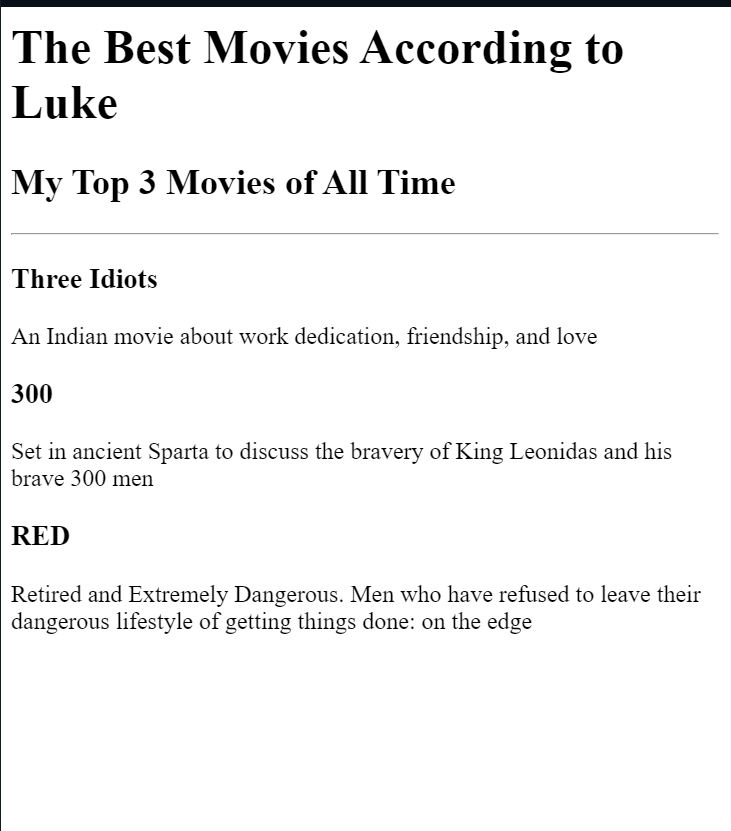 The Best Movies According to
Luke
My Top 3 Movies of All Time
Three Idiots
An Indian movie about work dedication, friendship, and love
300
Set in ancient Sparta to discuss the bravery of King Leonidas and his
brave 300 men
RED
Retired and Extremely Dangerous. Men who have refused to leave their
dangerous lifestyle of getting things done: on the edge